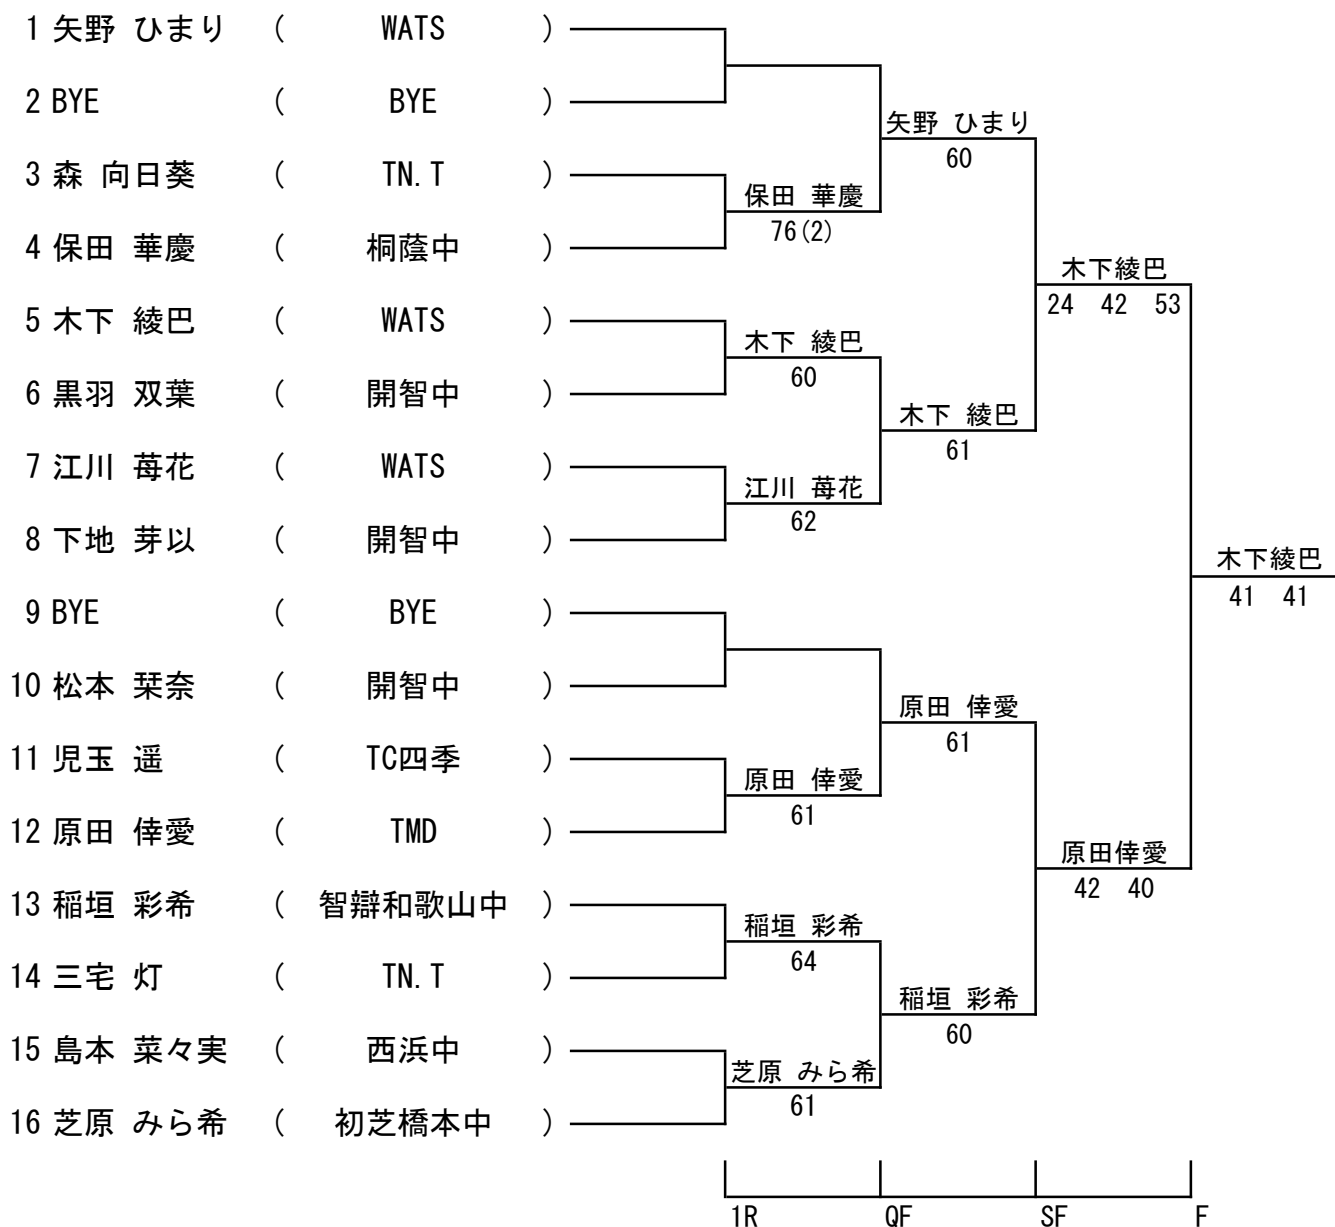 1 矢野 ひまり ( WATS )
2 BYE ( BYE )
3 森 向日葵 ( TN.T )
4 保田 華慶 ( 桐蔭中 )
5 木下 綾巴 ( WATS )
6 黒羽 双葉 ( 開智中 )
7 江川 苺花 ( WATS )
8 下地 芽以 ( 開智中 )
9 BYE ( BYE )
10 松本 栞奈 ( 開智中 )
11 児玉 遥 ( TC四季 )
12 原田 倖愛 ( TMD )
13 稲垣 彩希 ( 智辯和歌山中 )
14 三宅 灯 ( TN.T )
15 島本 菜々実 ( 西浜中 )
16 芝原 みら希 ( 初芝橋本中 )
保田 華慶
76(2)
木下 綾巴
60
江川 苺花
62
原田 倖愛
61
稲垣 彩希
64
芝原 みら希
61
矢野 ひまり
60
木下 綾巴
61
原田 倖愛
61
稲垣 彩希
60
木下綾巴
24 42 53
原田倖愛
42 40
木下綾巴
41 41
1R QF SF F